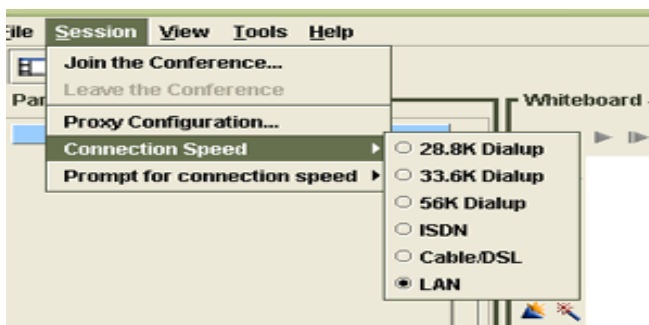 File Session View Tools Help
Join the Conference...
Leave the Conference
Par
Whiteboard
Proxy Configuration...
Connection Speed
Prompt for connection speed
28.8K Dialup
33.6K Dialup
56K Dialup
ISDN
Cable/DSL
LAN